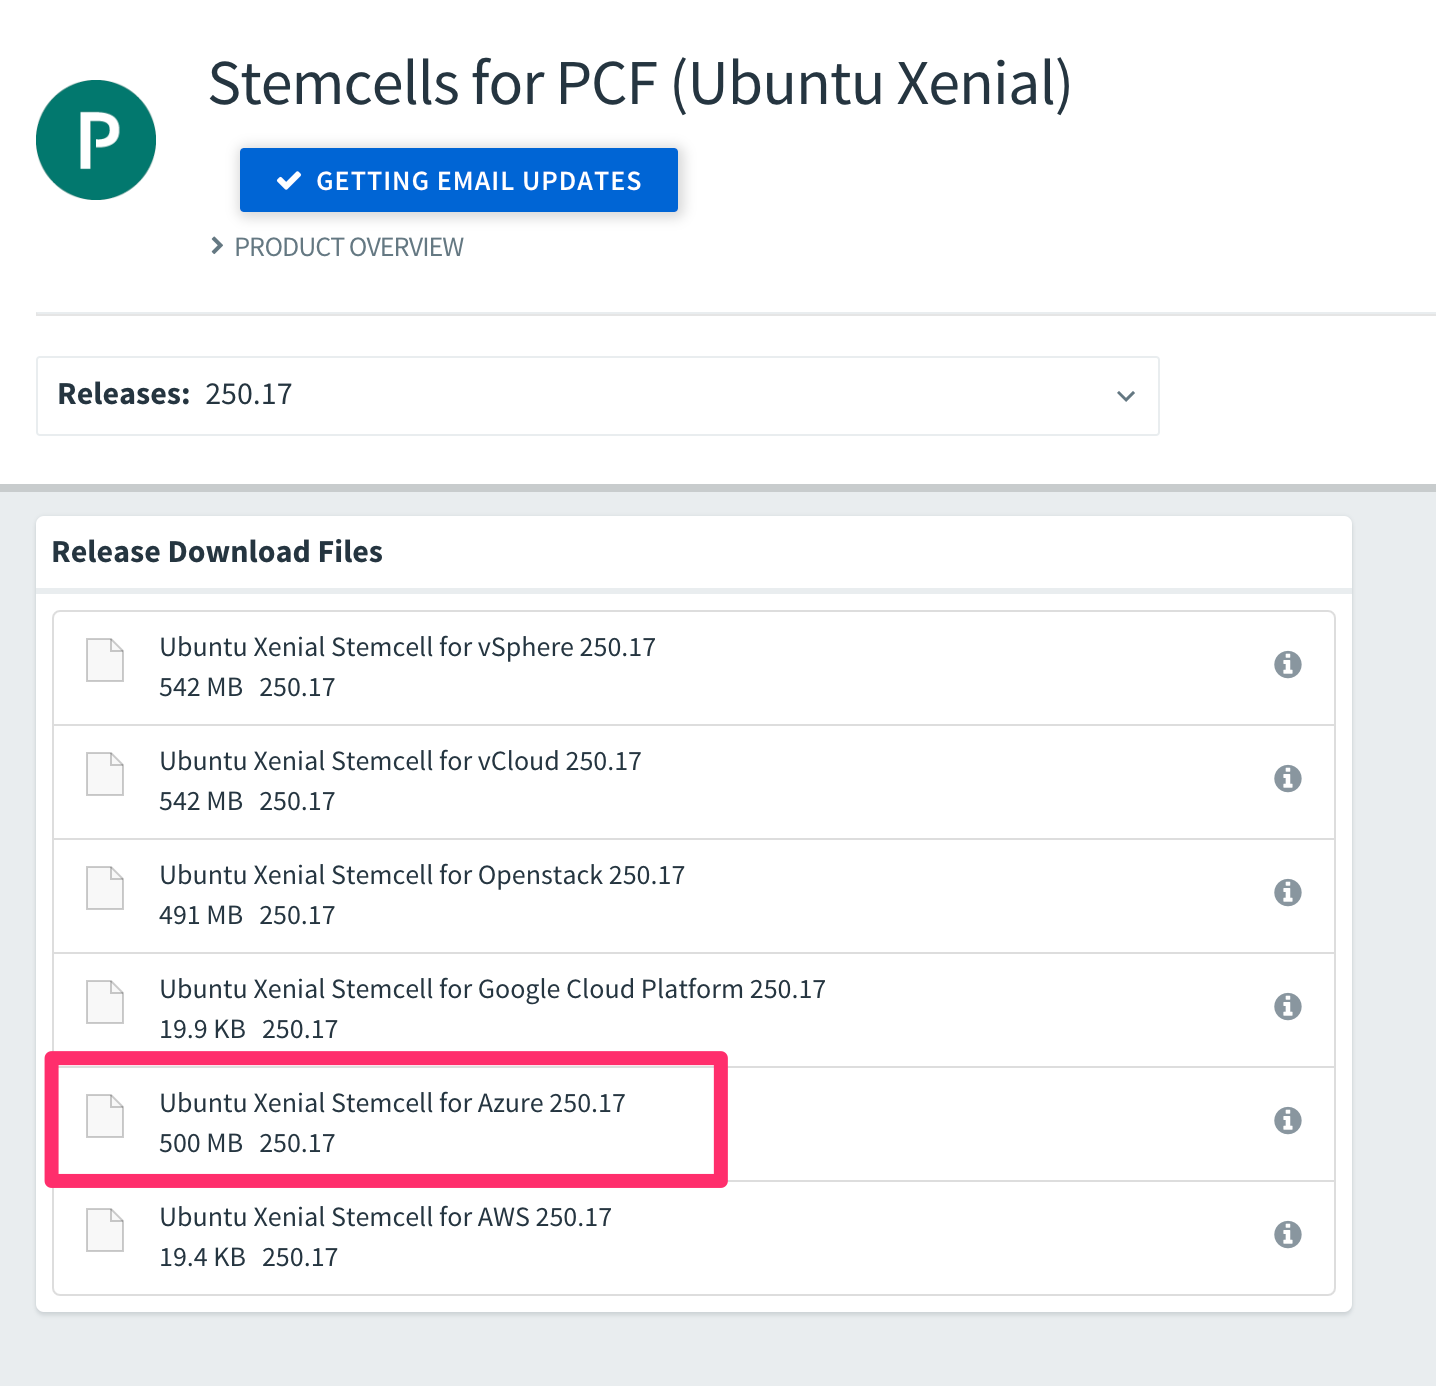 P
Stemcells for PCF (Ubuntu Xenial)
GETTING EMAIL UPDATES
PRODUCT OVERVIEW
Releases: 250.17
Release Download Files
Ubuntu Xenial Stemcell for vSphere 250.17
542 MB 250.17
Ubuntu Xenial Stemcell for vCloud 250.17
542 MB 250.17
Ubuntu Xenial Stemcell for Openstack 250.17
491 MB 250.17
Ubuntu Xenial Stemcell for Google Cloud Platform 250.17
19.9 KB 250.17
Ubuntu Xenial Stemcell for Azure 250.17
500 MB 250.17
Ubuntu Xenial Stemcell for AWS 250.17
19.4 KB 250.17